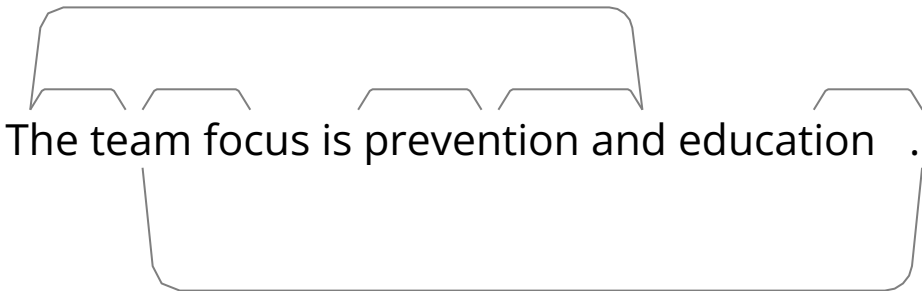 The team focus is prevention and education .